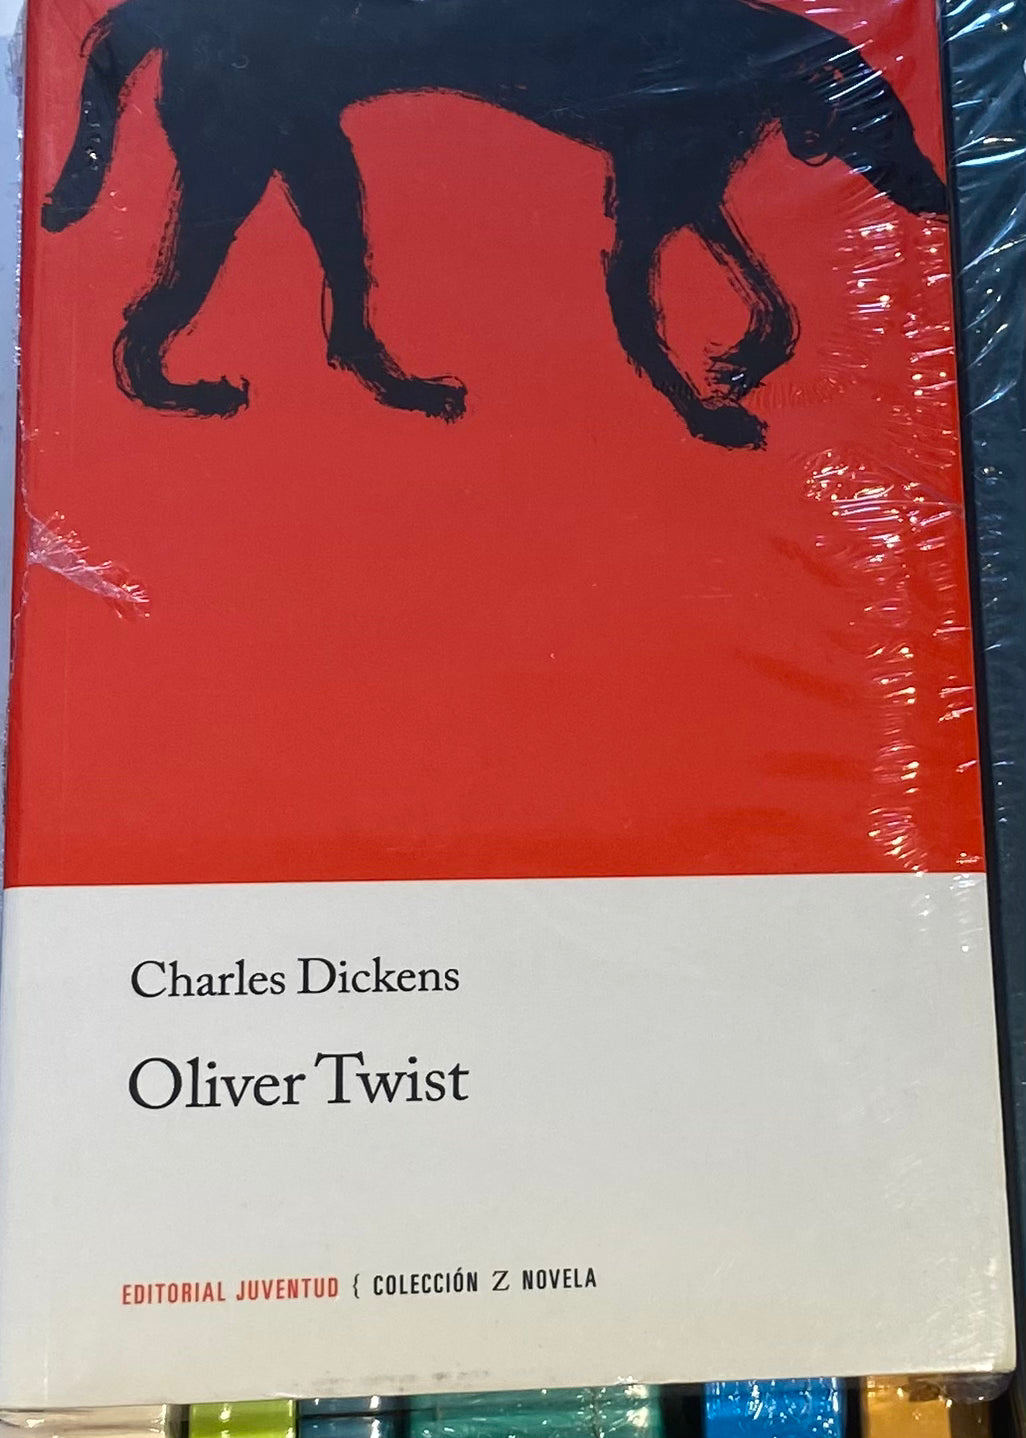 Charles Dickens
Oliver Twist
EDITORIAL JUVENTUD { COLECCIÓN Z NOVELA